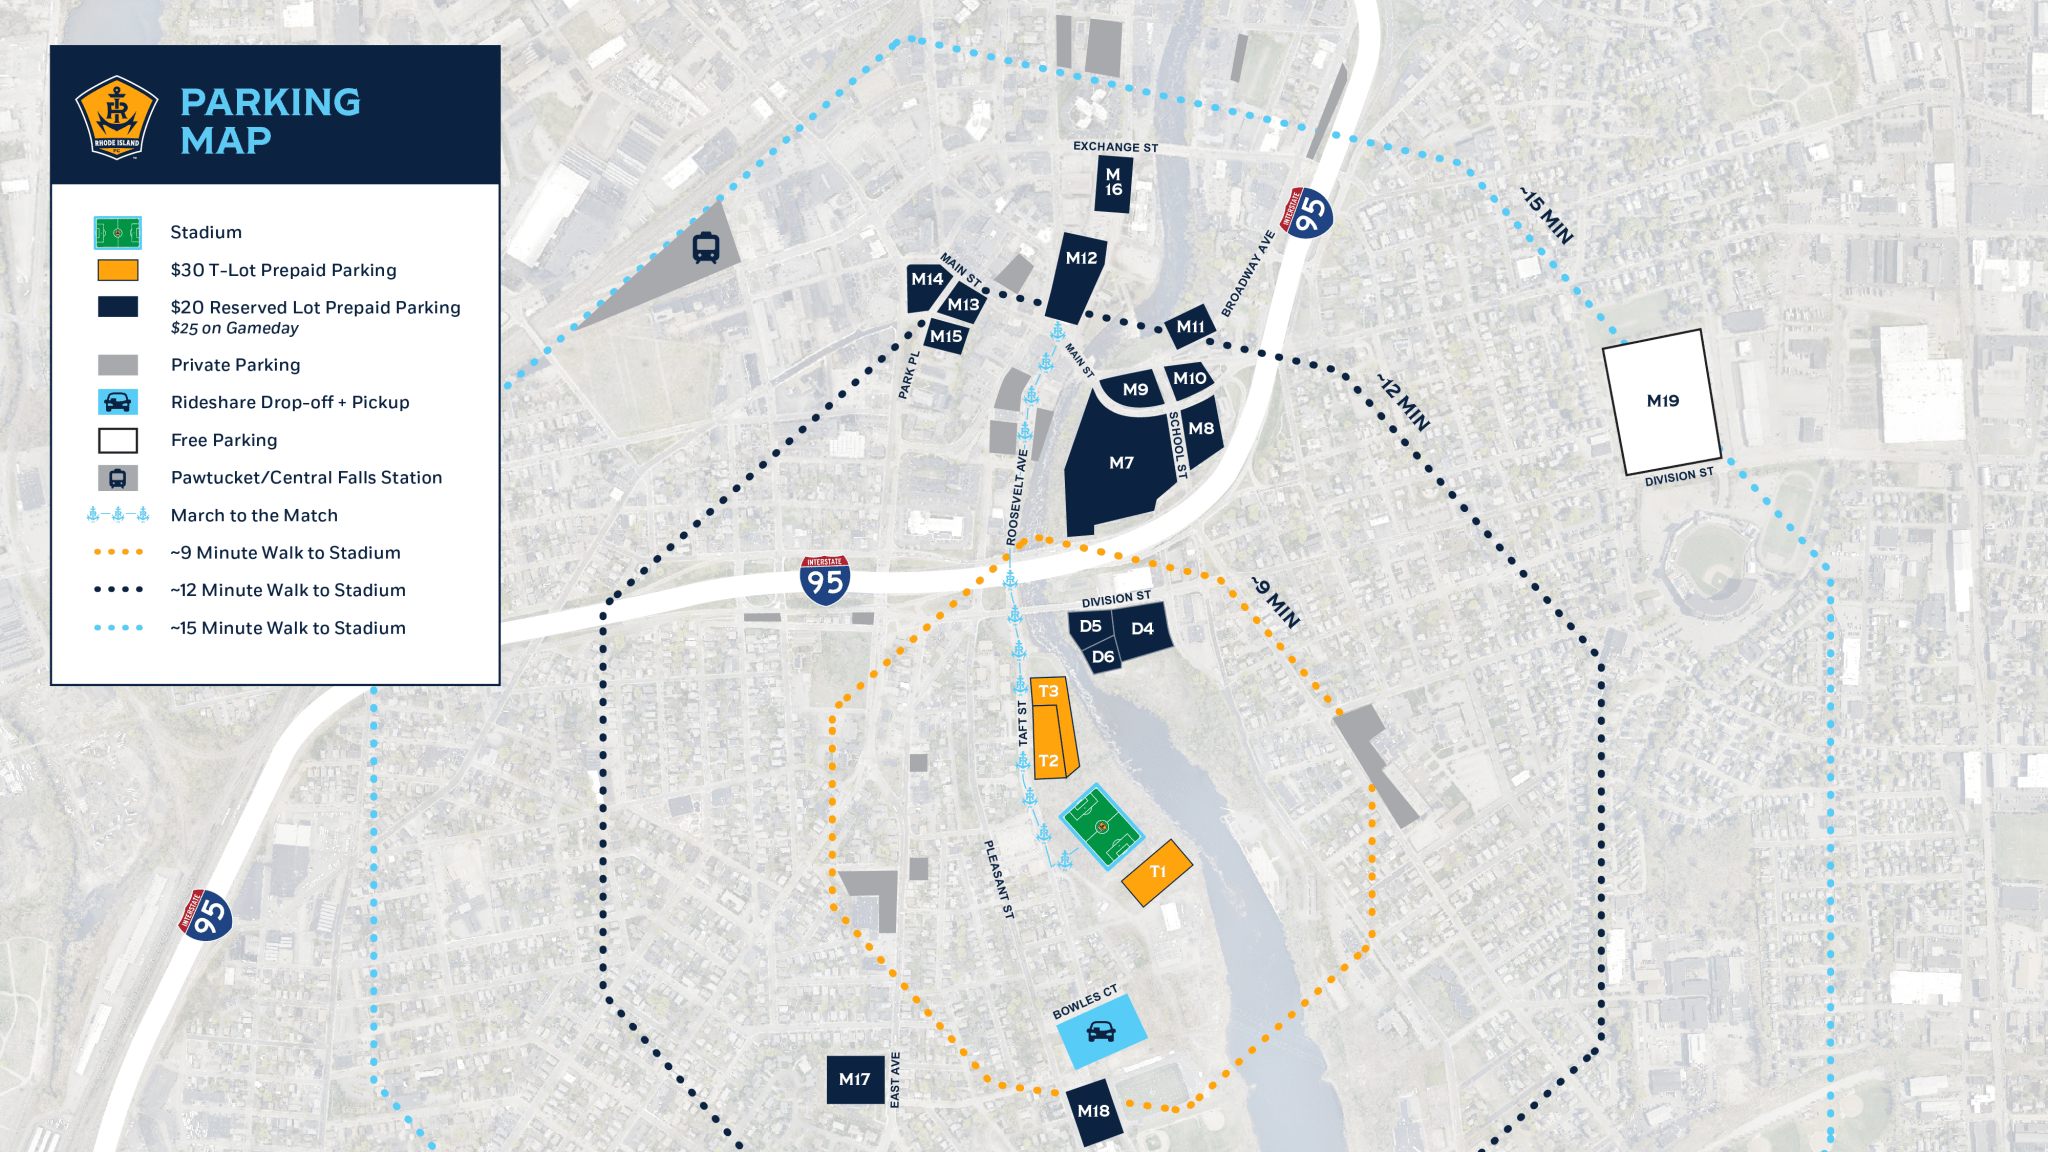 PARKING
MAP
RHODE ISLAND
FC
Stadium
$30 T-Lot Prepaid Parking
$20 Reserved Lot Prepaid Parking
$25 on Gameday
Private Parking
Rideshare Drop-off + Pickup
Free Parking
Pawtucket/Central Falls Station
March to the Match
~9 Minute Walk to Stadium
~12 Minute Walk to Stadium
~15 Minute Walk to Stadium
EXCHANGE ST
M
16
INTERSTATE
95
~15 MIN
BROADWAY AVE
MAIN ST
M12
M14
M13
M15
M11
PARK PL
MAIN ST
M9
M10
~12 MIN
M19
M8
SCHOOL ST
M7
DIVISION ST
ROOSEVELT AVE
INTERSTATE
95
~9 MIN
DIVISION ST
D5
D4
D6
T3
TAFT ST
T2
T1
PLEASANT ST
INTERSTATE
95
BOWLES CT
M17
EAST AVE
M18